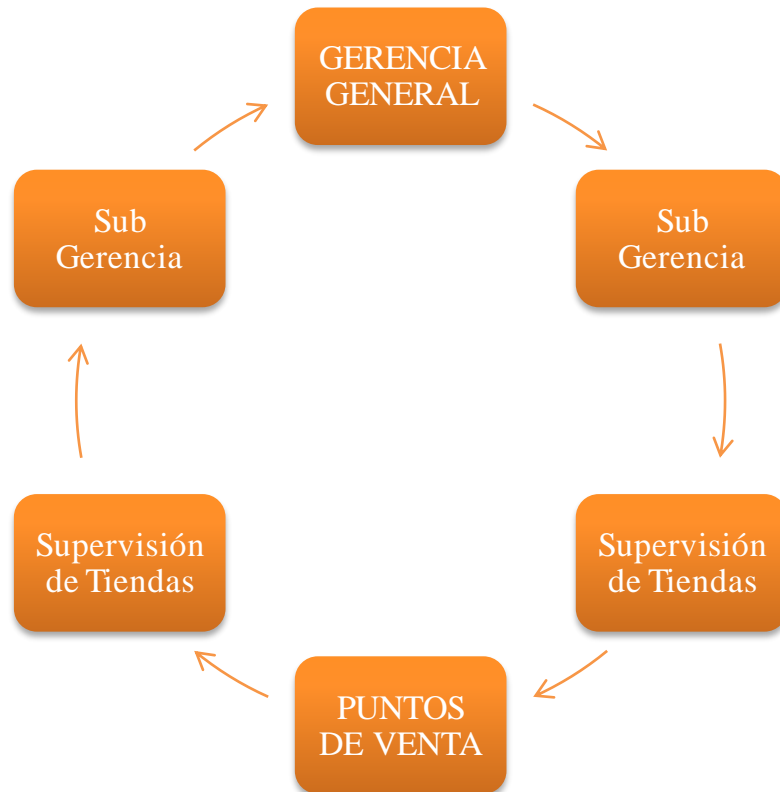 GERENCIA
GENERAL
Sub
Gerencia
Sub
Gerencia
Supervisión
de Tiendas
Supervisión
de Tiendas
PUNTOS
DE VENTA